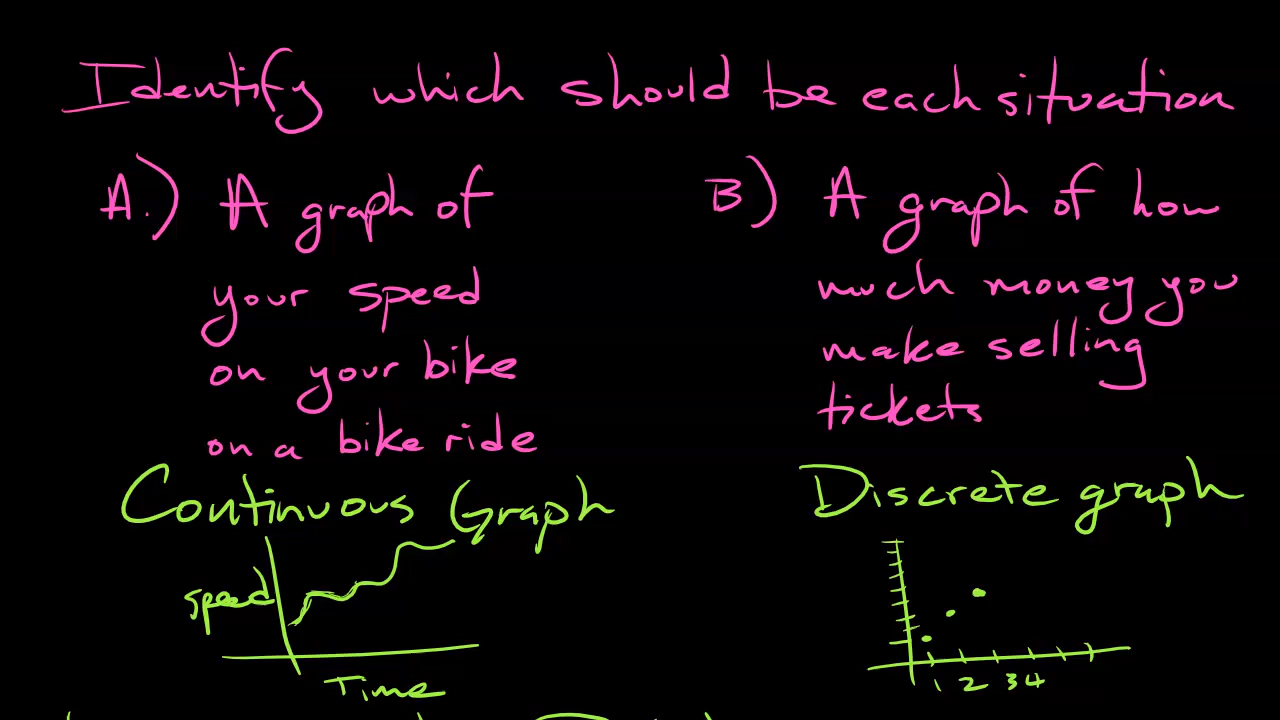 Identify which should be each situation
A.) A graph of
your speed
on your bike
on a bike ride
B) A graph of how
much money you
make selling
tickets
Continuous Graph
speed
Time
Discrete graph
1 2 3 4